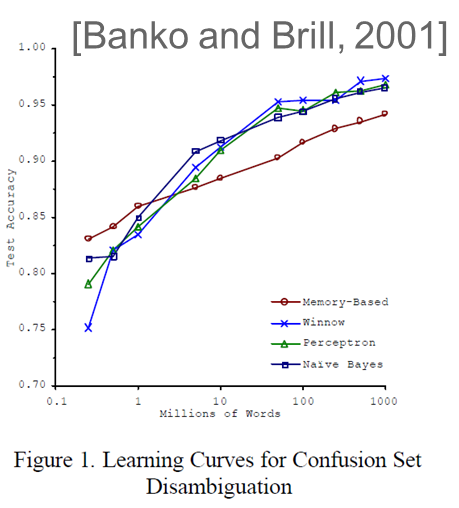 [Banko and Brill, 2001]
1.00
0.95
0.90
0.85
0.80
0.75
0.70
Test Accuracy
Memory-Based
Winnow
Perceptron
Naïve Bayes
0.1 1 10 100 1000
Millions of Words
Figure 1. Learning Curves for Confusion Set
Disambiguation